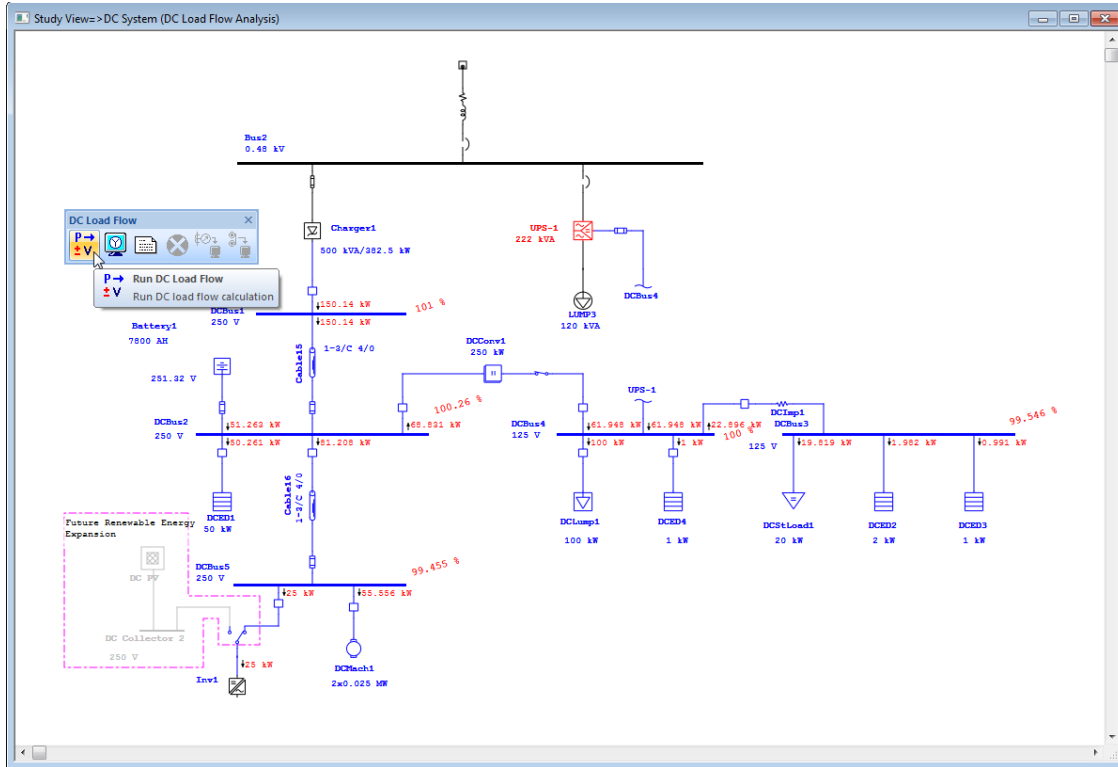 Study View=>DC System (DC Load Flow Analysis)
Bus2
0.48 kV
DC Load Flow
P
± V
Run DC Load Flow
Run DC load flow calculation
Charger1
500 kVA/382.5 kW
UPS-1
222 kVA
DCBus4
LUMP3
120 kVA
DCBus1
250 V
150.14 kW
101 %
150.14 kW
Battery1
7800 AH
251.32 V
Cable15
1-3/C 4/0
DCConv1
250 kW
DCBus2
250 V
51.263 kW
50.261 kW
81.208 kW
68.831 kW
100.26 %
UPS-1
DCBus4
125 V
61.948 kW
61.948 kW
22.896 kW
100 kW
1 kW
100 %
DCImp1
DCBus3
125 V
99.546 %
19.819 kW
1.982 kW
0.991 kW
DCED1
50 kW
Cable16
1-3/C 4/0
DCLump1
100 kW
DCED4
1 kW
DCStLoad1
20 kW
DCED2
2 kW
DCED3
1 kW
Future Renewable Energy
Expansion
DC PV
DC Collector 2
250 V
DCBus5
250 V
99.455 %
25 kW
55.556 kW
25 kW
Inv1
DCMach1
2x0.025 MW